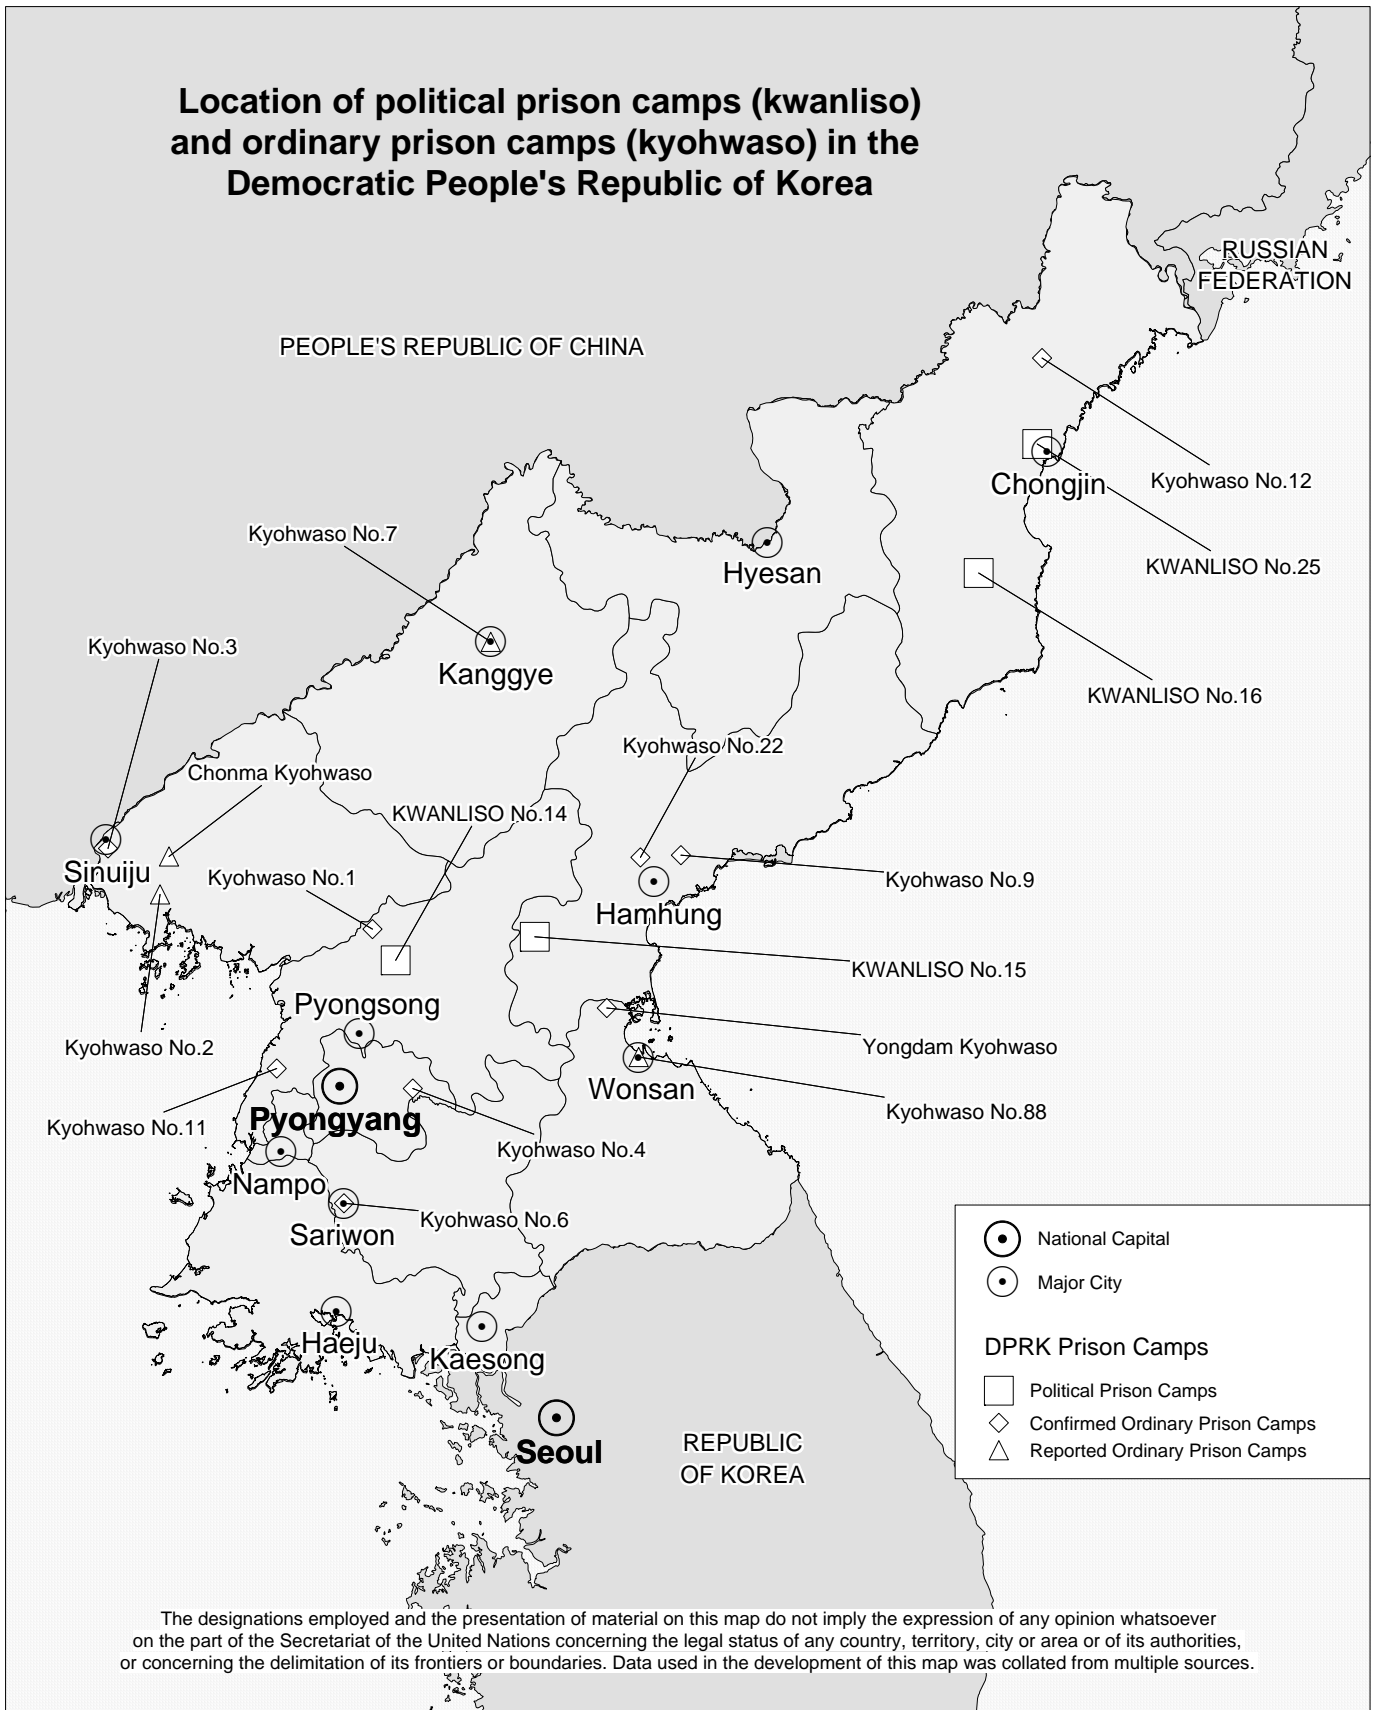 Location of political prison camps (kwanliso)
and ordinary prison camps (kyohwaso) in the
Democratic People's Republic of Korea
RUSSIAN
FEDERATION
PEOPLE'S REPUBLIC OF CHINA
Kyohwaso No.12
Chongjin
Kyohwaso No.7
KWANLISO No.25
Hyesan
Kyohwaso No.3
Kanggye
KWANLISO No.16
Kyohwaso No.22
Chonma Kyohwaso
KWANLISO No.14
Sinuiju
Kyohwaso No.1
Kyohwaso No.9
Hamhung
KWANLISO No.15
Pyongsong
Kyohwaso No.2
Yongdam Kyohwaso
Wonsan
Kyohwaso No.88
Pyongyang
Kyohwaso No.11
Kyohwaso No.4
Nampo
Kyohwaso No.6
Sariwon
National Capital
Major City
Haeju
Kaesong
DPRK Prison Camps
Political Prison Camps
Confirmed Ordinary Prison Camps
Reported Ordinary Prison Camps
Seoul
REPUBLIC
OF KOREA
The designations employed and the presentation of material on this map do not imply the expression of any opinion whatsoever
on the part of the Secretariat of the United Nations concerning the legal status of any country, territory, city or area or of its authorities,
or concerning the delimitation of its frontiers or boundaries. Data used in the development of this map was collated from multiple sources.